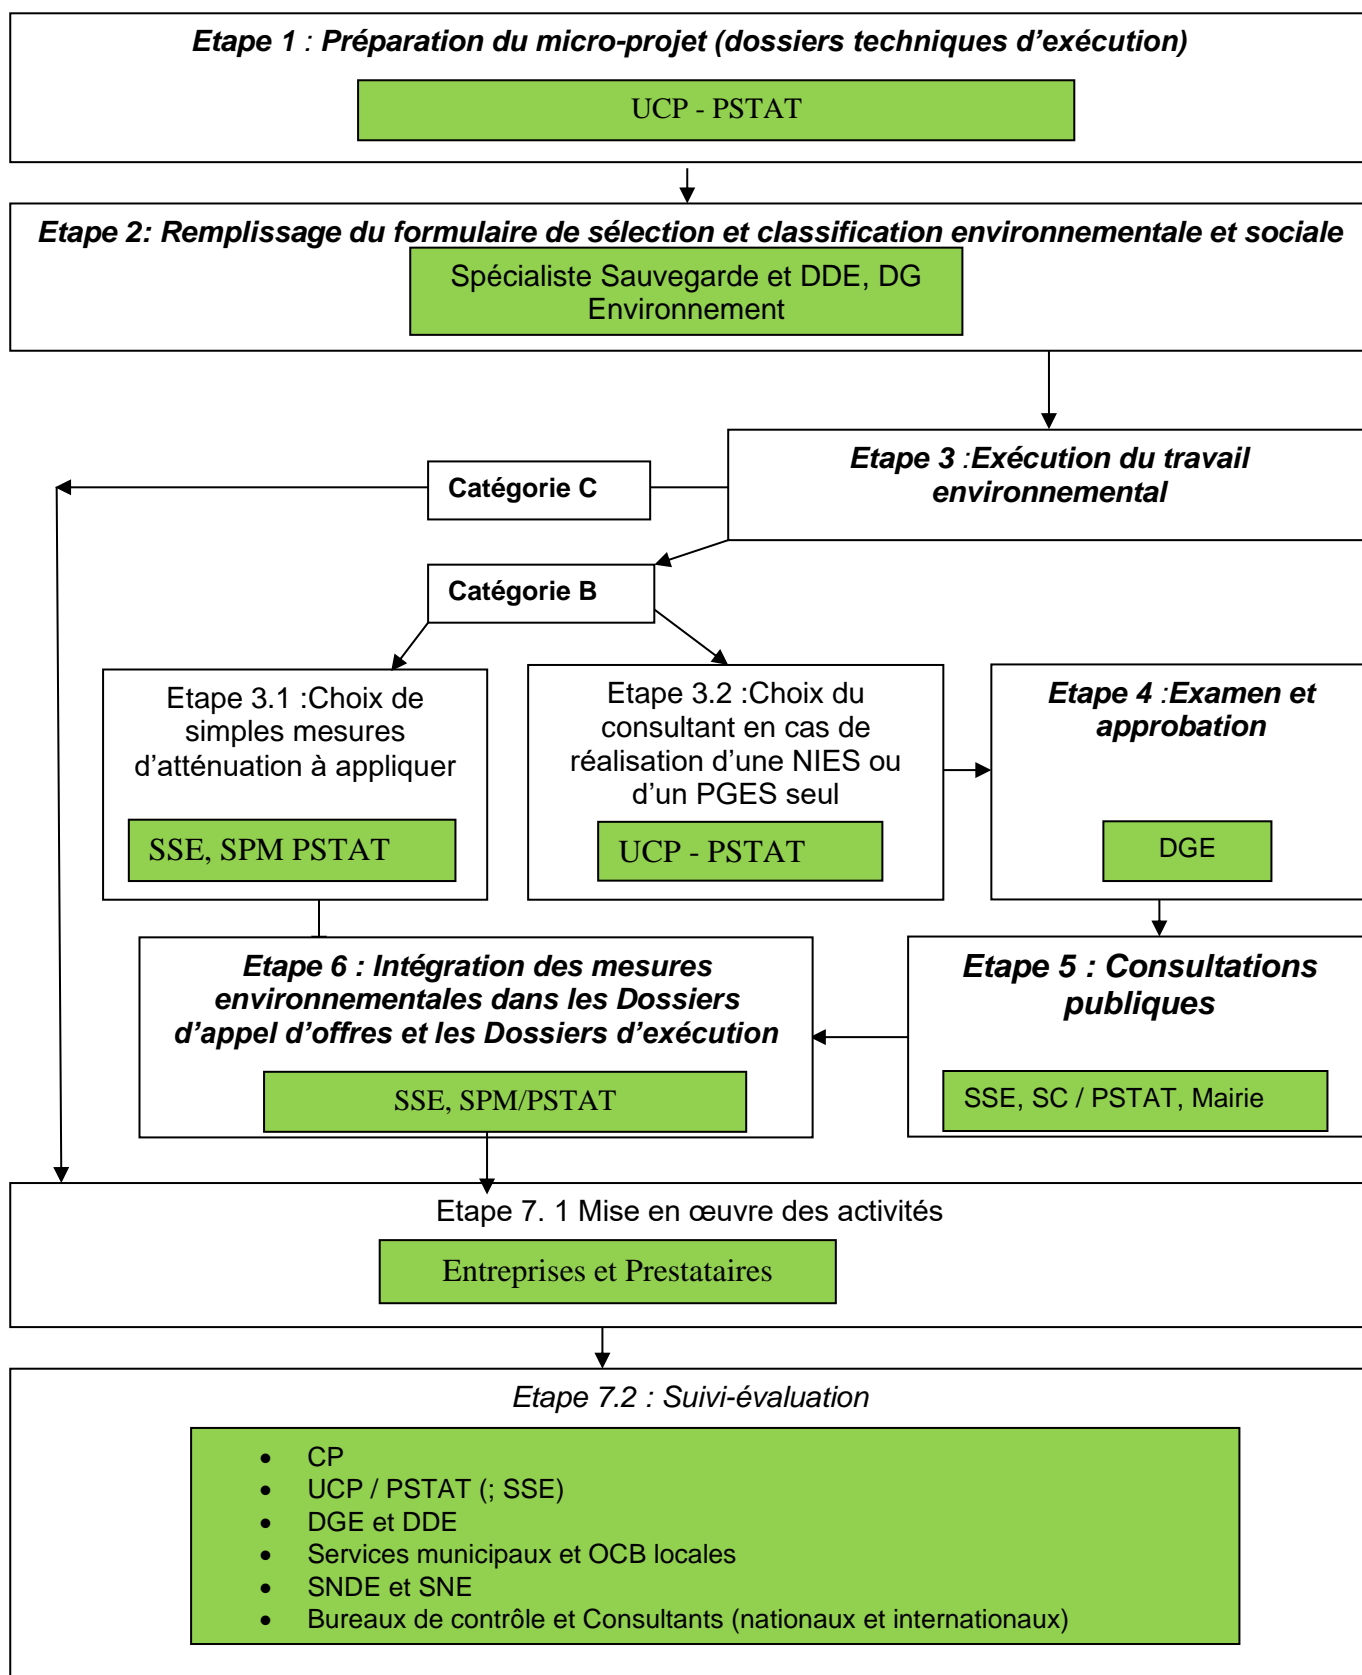 Etape 1 : Préparation du micro-projet (dossiers techniques d’exécution)
UCP - PSTAT
Etape 2: Remplissage du formulaire de sélection et classification environnementale et sociale
Spécialiste Sauvegarde et DDE, DG
Environnement
Etape 3 :Exécution du travail
environnemental
Catégorie C
Catégorie B
Etape 3.1 :Choix de
simples mesures
d’atténuation à appliquer
SSE, SPM PSTAT
Etape 3.2 :Choix du
consultant en cas de
réalisation d’une NIES ou
d’un PGES seul
UCP - PSTAT
Etape 4 :Examen et
approbation
DGE
Etape 6 : Intégration des mesures
environnementales dans les Dossiers
d’appel d’offres et les Dossiers d’exécution
SSE, SPM/PSTAT
Etape 5 : Consultations
publiques
SSE, SC / PSTAT, Mairie
Etape 7. 1 Mise en œuvre des activités
Entreprises et Prestataires
Etape 7.2 : Suivi-évaluation
• CP
• UCP / PSTAT (; SSE)
• DGE et DDE
• Services municipaux et OCB locales
• SNDE et SNE
• Bureaux de contrôle et Consultants (nationaux et internationaux)